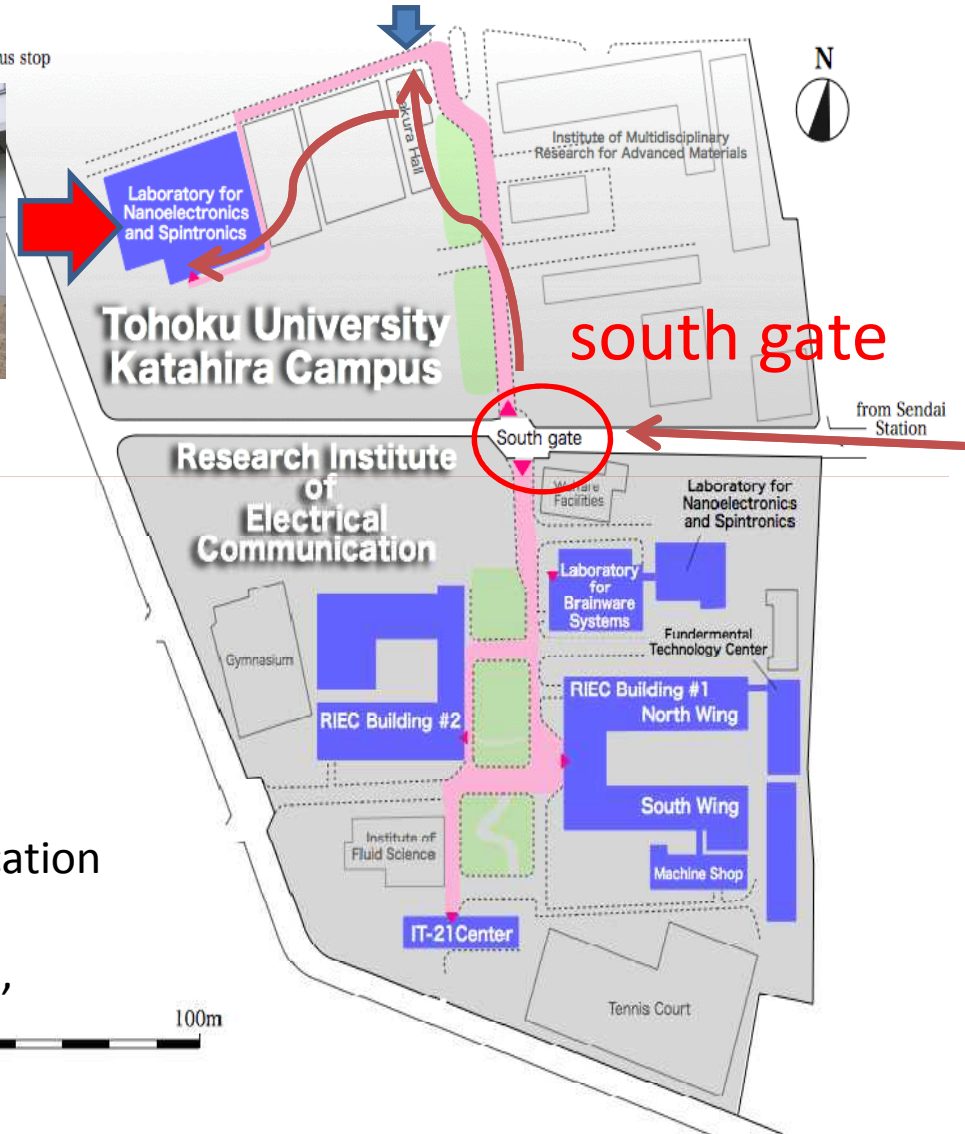 us stop
N
Institute of Multidisciplinary
Research for Advanced Materials
Sakura Hall
Laboratory for
Nanoelectronics
and Spintronics
Tohoku University
Katahira Campus
south gate
from Sendai
Station
South gate
Research Institute
of
Electrical
Communication
Welfare
Facilities
Laboratory for
Nanoelectronics
and Spintronics
Laboratory
for
Brainware
Systems
Fundermental
Technology Center
Gymnasium
RIEC Building #1
North Wing
RIEC Building #2
South Wing
Institute of
Fluid Science
Machine Shop
cation
IT-21Center
,
Tennis Court
100m